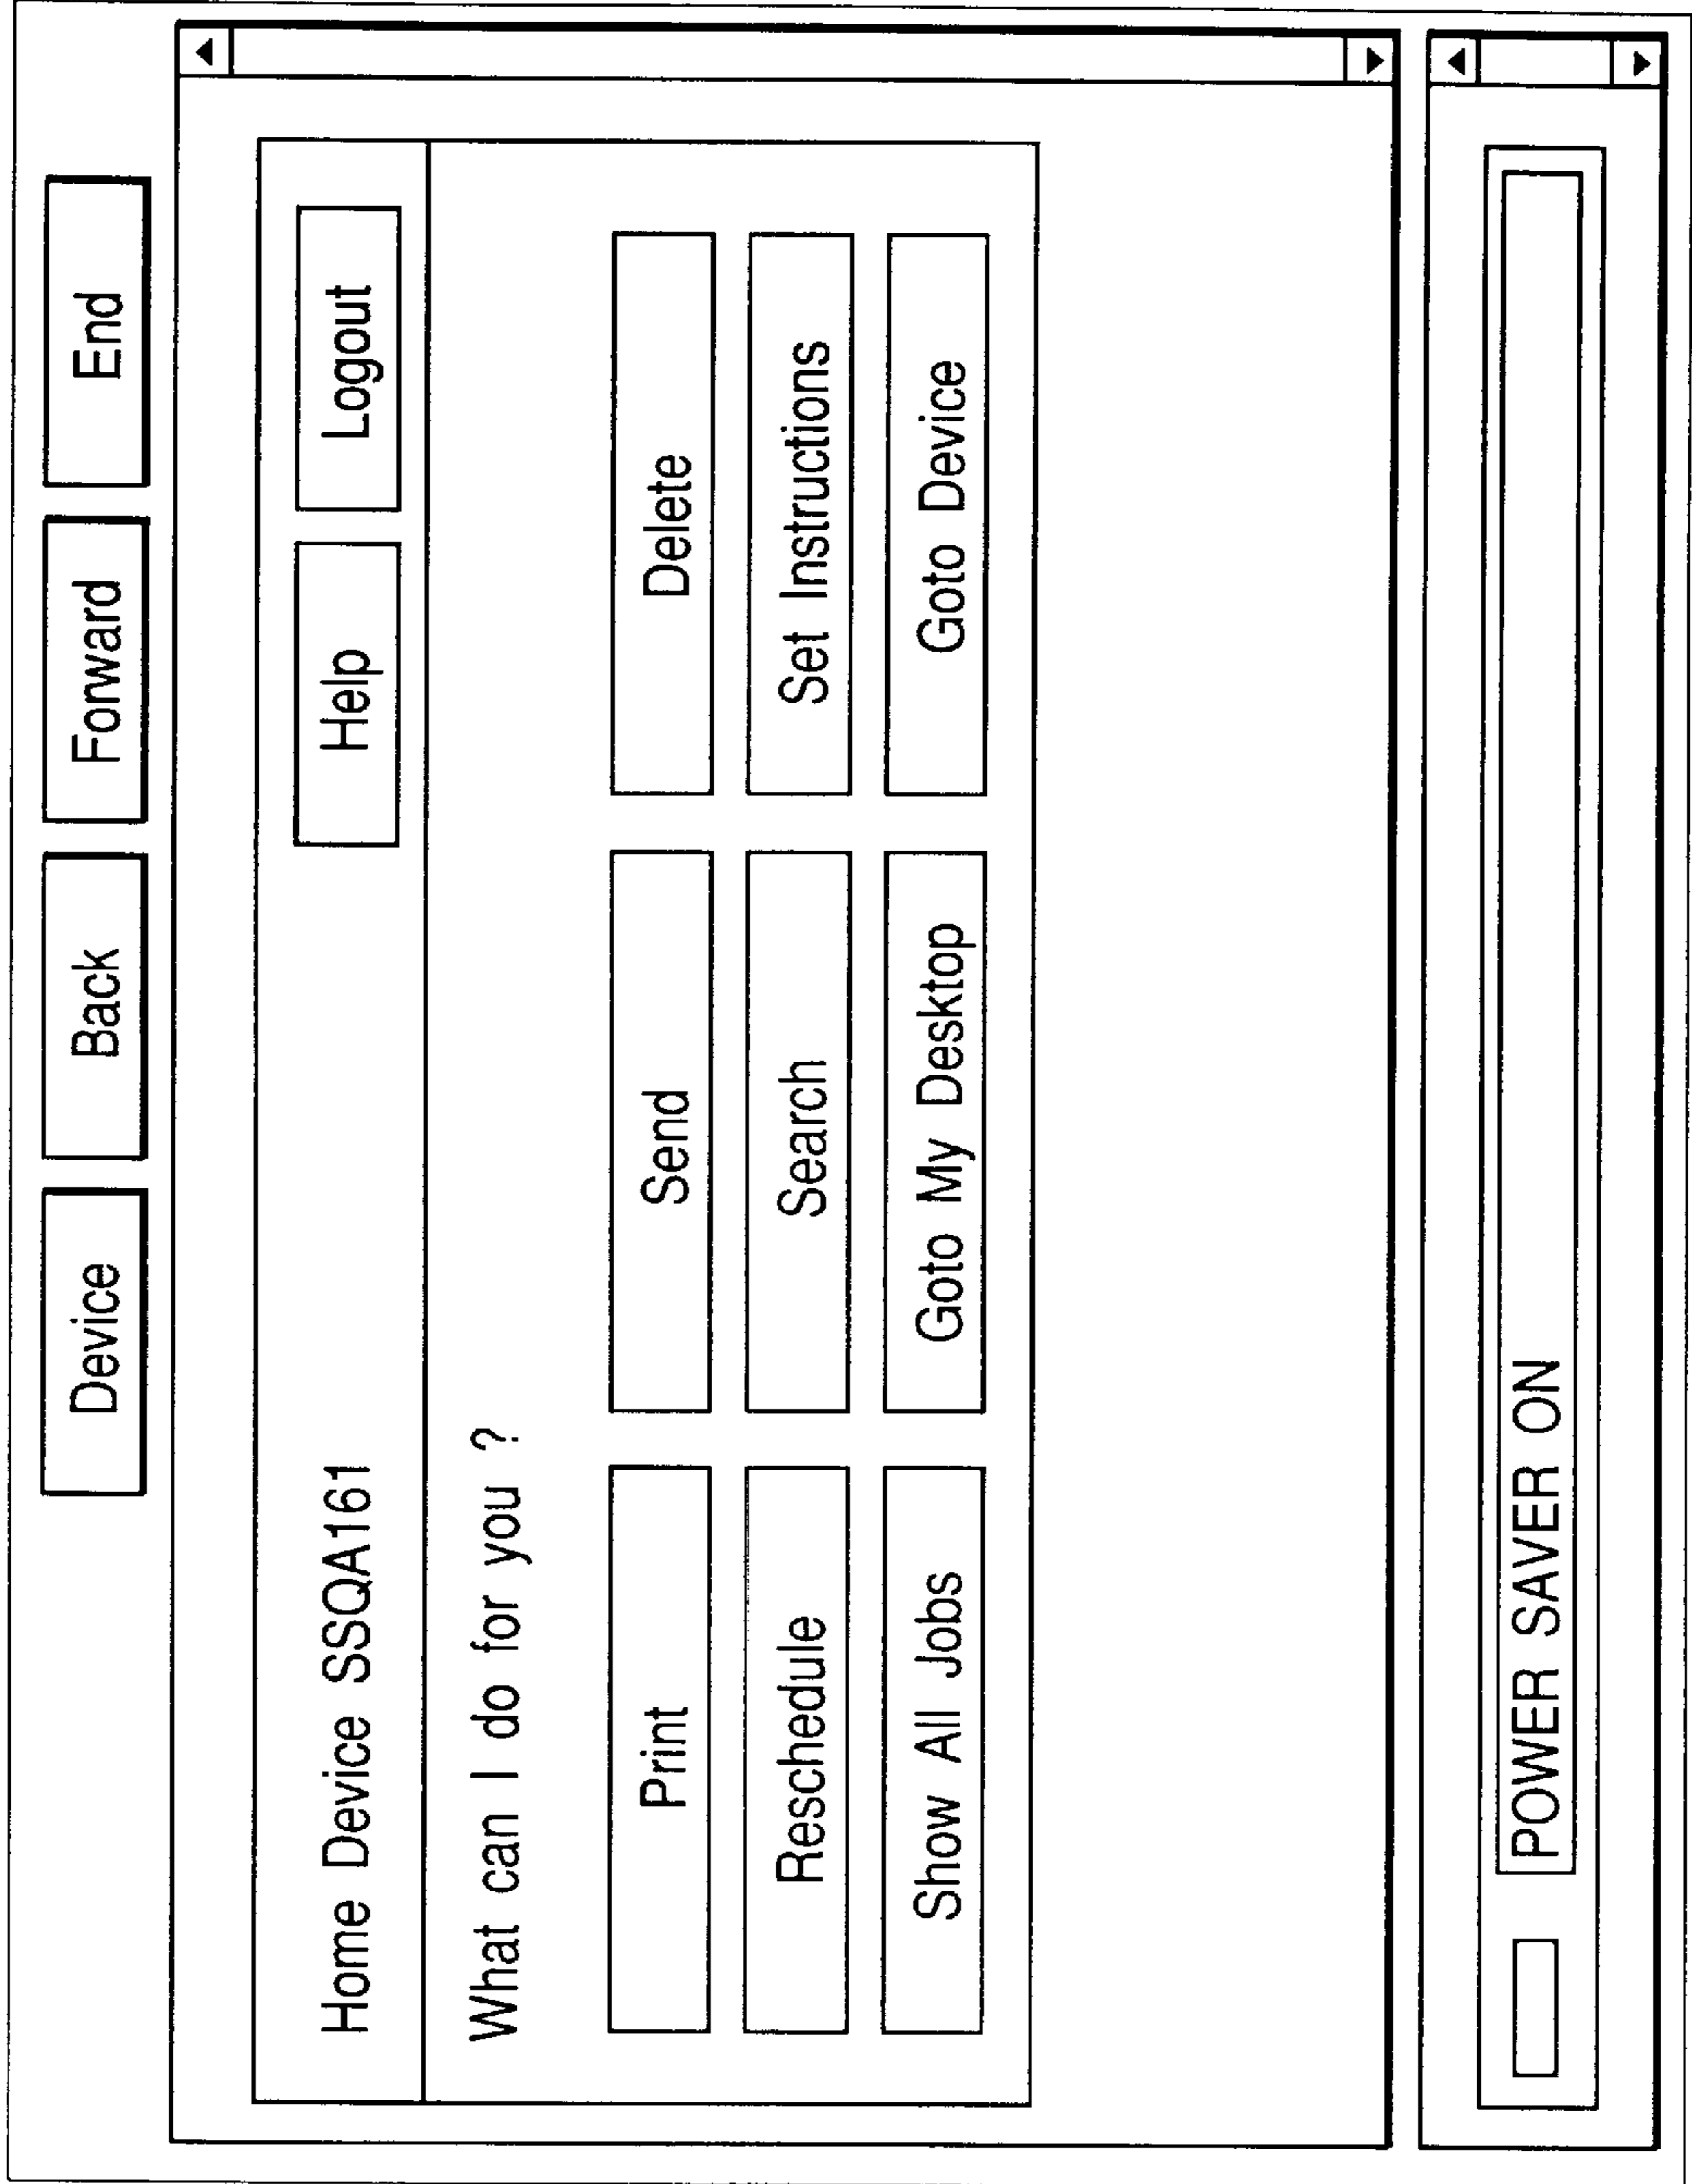 Device Back Forward End
Home Device SSQA161 Help Logout
What can I do for you ?
Print Send Delete
Reschedule Search Set Instructions
Show All Jobs Goto My Desktop Goto Device
POWER SAVER ON